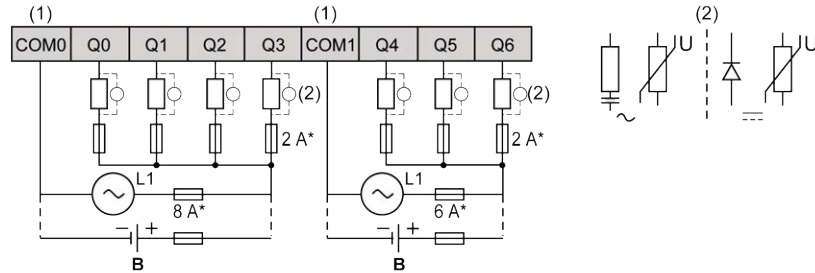 (1) (1) (2)
COM0 Q0 Q1 Q2 Q3 COM1 Q4 Q5 Q6
U U
(2) (2)
2 A* 2 A*
L1 L1
8 A* 6 A*
− + − +
B B